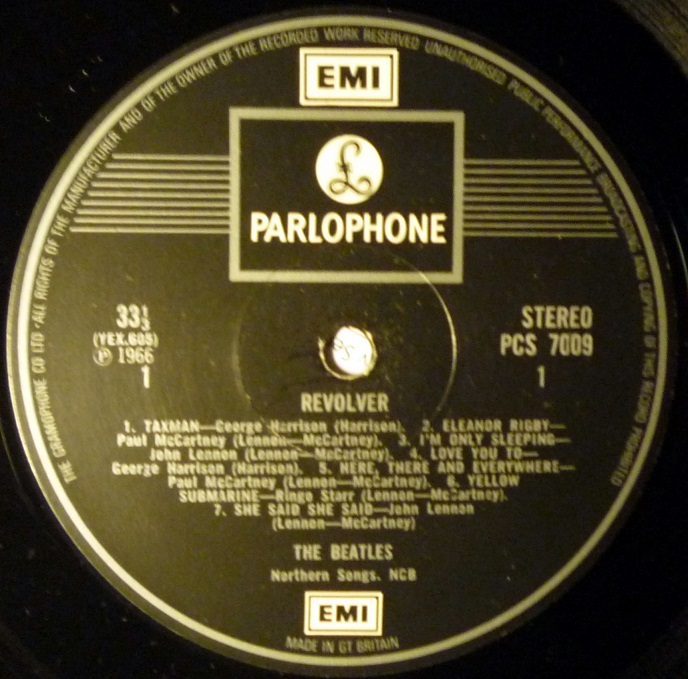 THE GRAMOPHONE CO LTD · ALL RIGHTS OF THE MANUFACTURER AND OF THE OWNER OF THE RECORDED WORK RESERVED UNAUTHORISED PUBLIC PERFORMANCE BROADCASTING AND COPYING OF THIS RECORD PROHIBITED
EMI
£
PARLOPHONE
33⅓
(YEX.605)
℗ 1966
1
STEREO
PCS 7009
1
REVOLVER
1. TAXMAN—George Harrison (Harrison). 2. ELEANOR RIGBY—
Paul McCartney (Lennon—McCartney). 3. I'M ONLY SLEEPING—
John Lennon (Lennon—McCartney). 4. LOVE YOU TO—
George Harrison (Harrison). 5. HERE, THERE AND EVERYWHERE—
Paul McCartney (Lennon—McCartney). 6. YELLOW
SUBMARINE—Ringo Starr (Lennon—McCartney).
7. SHE SAID SHE SAID—John Lennon
(Lennon—McCartney)
THE BEATLES
Northern Songs. NCB
EMI
MADE IN GT BRITAIN